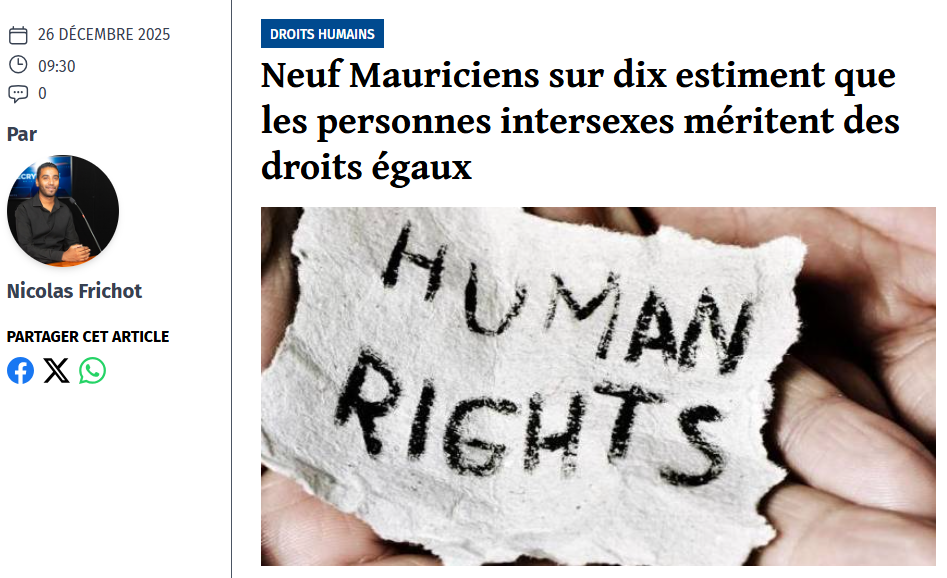 26 DÉCEMBRE 2025
09:30
0
Par
Nicolas Frichot
PARTAGER CET ARTICLE
DROITS HUMAINS
Neuf Mauriciens sur dix estiment que
les personnes intersexes méritent des
droits égaux
HUMAN
RIGHTS